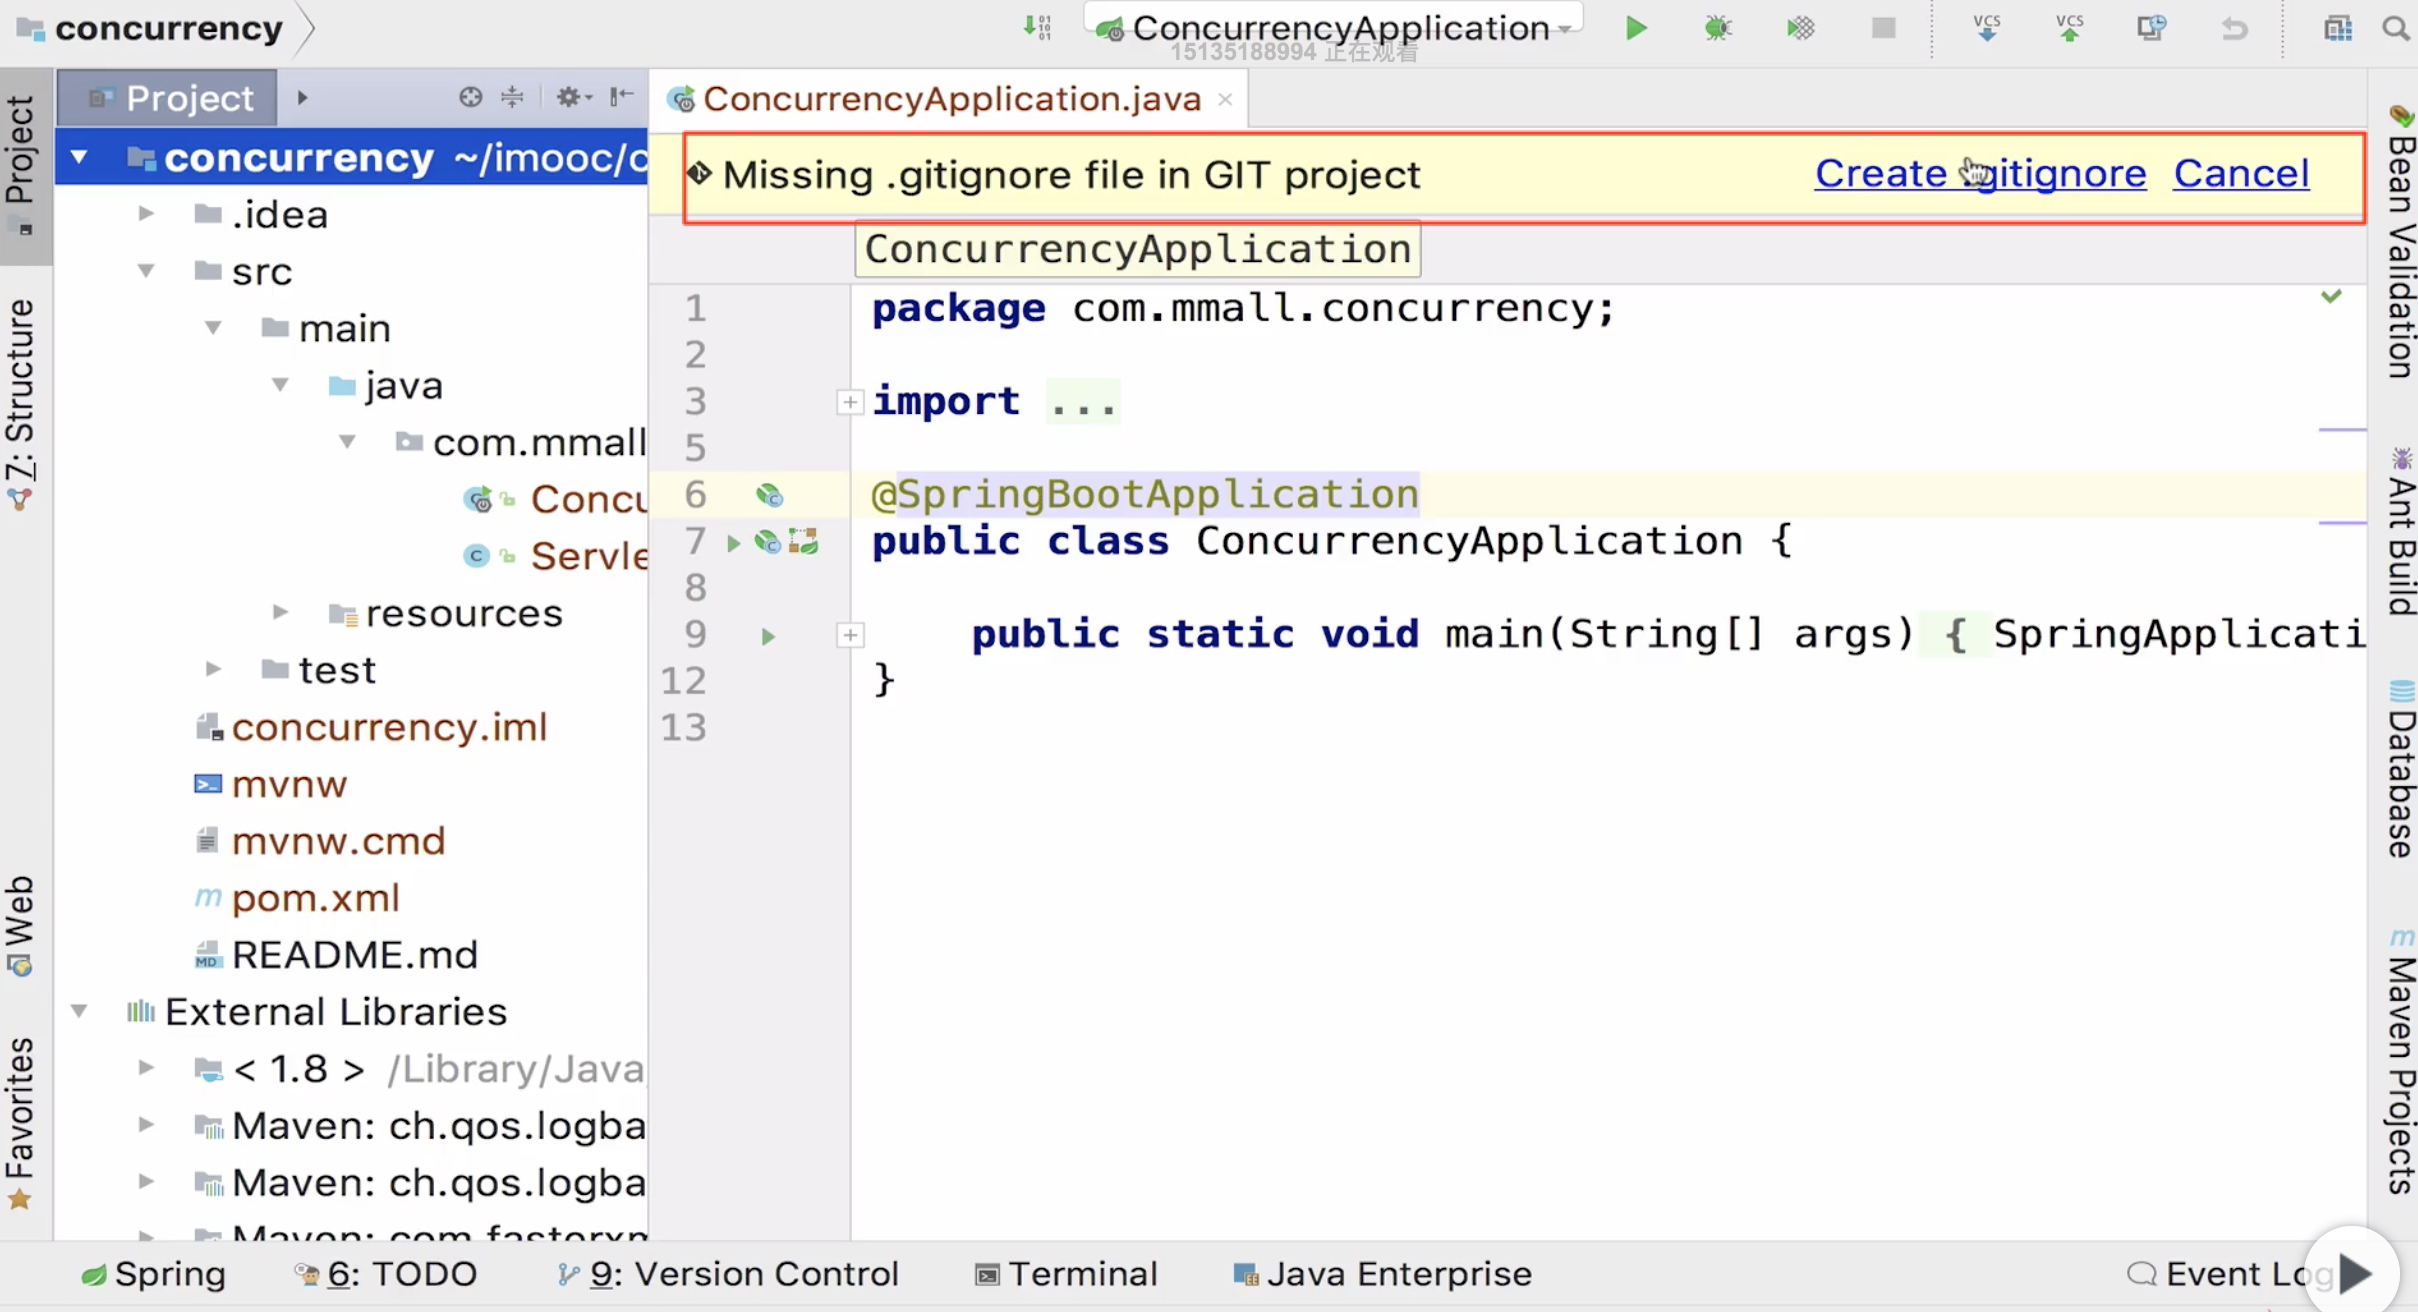 concurrency
ConcurrencyApplication
15135188994 正在观看
Project
ConcurrencyApplication.java
Project
7: Structure
Web
Favorites
concurrency ~/imooc/c
.idea
src
main
java
com.mmall
Concu
Servle
resources
test
concurrency.iml
mvnw
mvnw.cmd
pom.xml
README.md
External Libraries
< 1.8 > /Library/Java
Maven: ch.qos.logba
Maven: ch.qos.logba
Missing .gitignore file in GIT project
Create .gitignore Cancel
ConcurrencyApplication
1 package com.mmall.concurrency;
2
3 import ...
5
6 @SpringBootApplication
7 public class ConcurrencyApplication {
8
9 public static void main(String[] args) { SpringApplicati
12 }
13
Bean Validation
Ant Build
Database
Maven Projects
Spring
6: TODO
9: Version Control
Terminal
Java Enterprise
Event Log